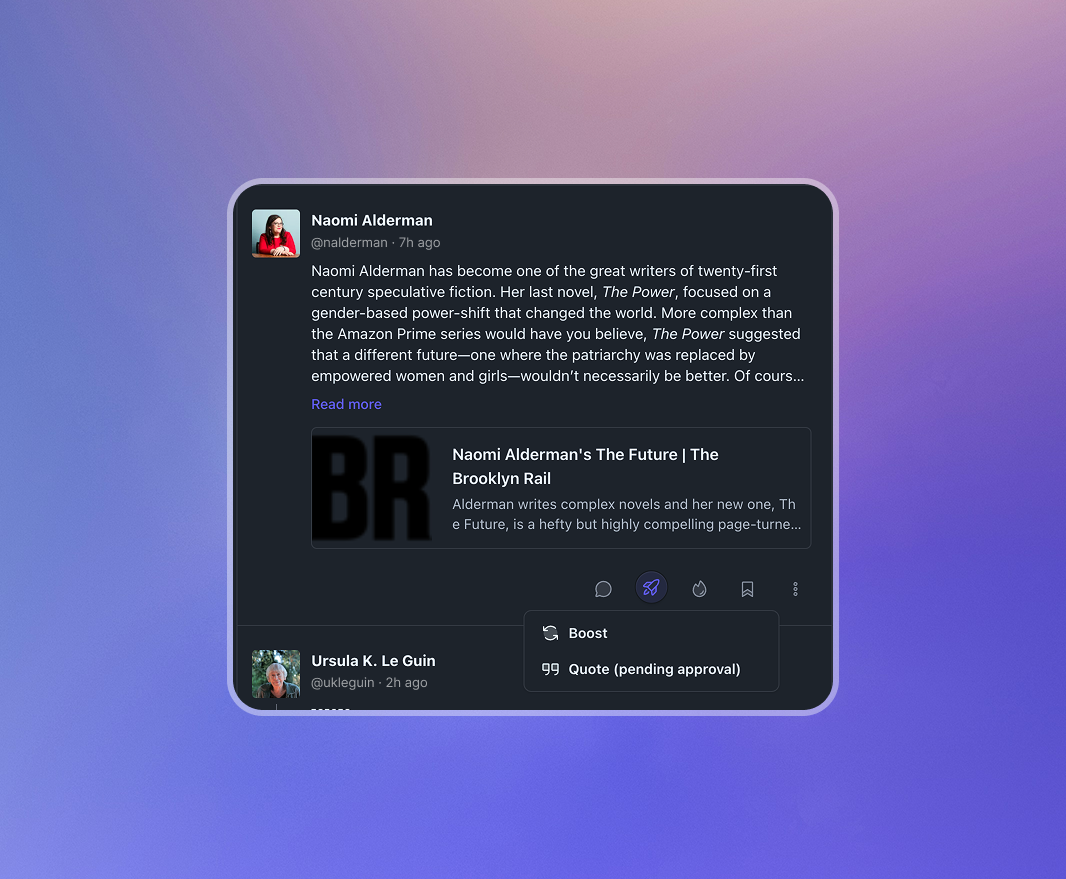 Naomi Alderman
@nalderman · 7h ago
Naomi Alderman has become one of the great writers of twenty-first
century speculative fiction. Her last novel, The Power, focused on a
gender-based power-shift that changed the world. More complex than
the Amazon Prime series would have you believe, The Power suggested
that a different future—one where the patriarchy was replaced by
empowered women and girls—wouldn’t necessarily be better. Of cours...
Read more
BR
Naomi Alderman's The Future | The
Brooklyn Rail
Alderman writes complex novels and her new one, Th
e Future, is a hefty but highly compelling page-turne...
Boost
Quote (pending approval)
Ursula K. Le Guin
@ukleguin · 2h ago